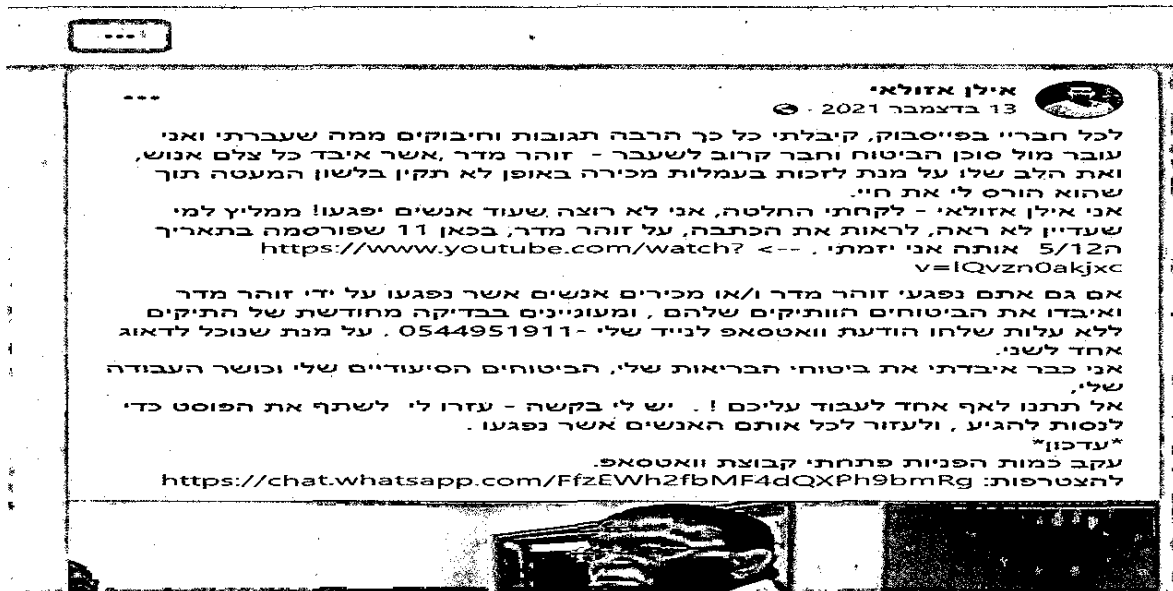 אילן אזולאי
13 בדצמבר 2021 ·
לכל חבריי בפייסבוק, קיבלתי כל כך הרבה תגובות וחיבוקים ממה שעברתי ואני
עובר מול סוכן הביטוח וחבר קרוב לשעבר - זוהר מדר ,אשר איבד כל צלם אנוש,
ואת הלב שלו על מנת לזכות בעמלות מכירה באופן לא תקין בלשון המעטה תוך
שהוא הורס לי את חיי.
אני אילן אזולאי - לקחתי החלטה, אני לא רוצה שעוד אנשים יפגעו! ממליץ למי
שעדיין לא ראה, לראות את הכתבה, על זוהר מדר, בכאן 11 שפורסמה בתאריך
ה5/12 אותה אני יזמתי . --> https://www.youtube.com/watch?
v=lQvzn0akjxc
אם גם אתם נפגעי זוהר מדר ו/או מכירים אנשים אשר נפגעו על ידי זוהר מדר
ואיבדו את הביטוחים הוותיקים שלהם , ומעוניינים בבדיקה מחודשת של התיקים
ללא עלות שלחו הודעת וואטסאפ לנייד שלי -0544951911 . על מנת שנוכל לדאוג
אחד לשני.
אני כבר איבדתי את ביטוחי הבריאות שלי, הביטוחים הסיעודיים שלי וכושר העבודה
שלי,
אל תתנו לאף אחד לעבוד עליכם ! . יש לי בקשה - עזרו לי לשתף את הפוסט כדי
לנסות להגיע , ולעזור לכל אותם האנשים אשר נפגעו .
*עדכון*
עקב כמות הפניות פתחתי קבוצת וואטסאפ.
להצטרפות: https://chat.whatsapp.com/FfzEWh2fbMF4dQXPh9bmRg